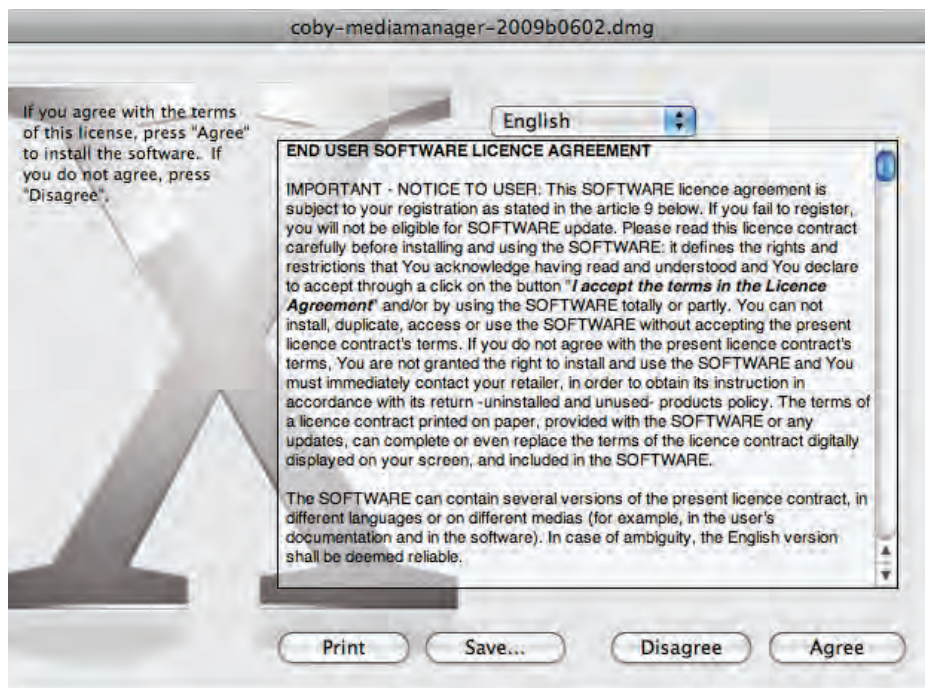 coby-mediamanager-2009b0602.dmg
If you agree with the terms
of this license, press "Agree"
to install the software.  If
you do not agree, press
"Disagree".
English
END USER SOFTWARE LICENCE AGREEMENT
IMPORTANT - NOTICE TO USER: This SOFTWARE licence agreement is
subject to your registration as stated in the article 9 below. If you fail to register,
you will not be eligible for SOFTWARE update. Please read this licence contract
carefully before installing and using the SOFTWARE: it defines the rights and
restrictions that You acknowledge having read and understood and You declare
to accept through a click on the button "I accept the terms in the Licence
Agreement" and/or by using the SOFTWARE totally or partly. You can not
install, duplicate, access or use the SOFTWARE without accepting the present
licence contract's terms. If you do not agree with the present licence contract's
terms, You are not granted the right to install and use the SOFTWARE and You
must immediately contact your retailer, in order to obtain its instruction in
accordance with its return -uninstalled and unused- products policy. The terms of
a licence contract printed on paper, provided with the SOFTWARE or any
updates, can complete or even replace the terms of the licence contract digitally
displayed on your screen, and included in the SOFTWARE.
The SOFTWARE can contain several versions of the present licence contract, in
different languages or on different medias (for example, in the user's
documentation and in the software). In case of ambiguity, the English version
shall be deemed reliable.
Print
Save...
Disagree
Agree